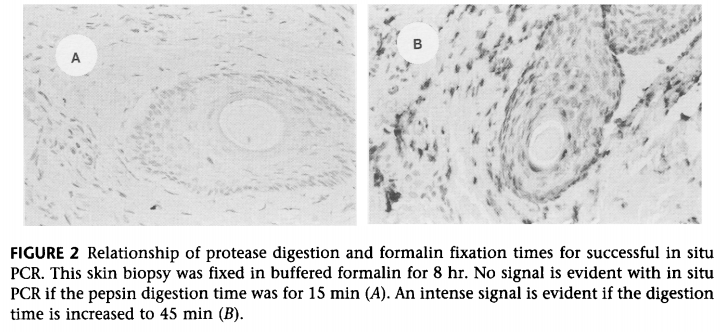 A
B
FIGURE 2 Relationship of protease digestion and formalin fixation times for successful in situ
PCR. This skin biopsy was fixed in buffered formalin for 8 hr. No signal is evident with in situ
PCR if the pepsin digestion time was for 15 min (A). An intense signal is evident if the digestion
time is increased to 45 min (B).